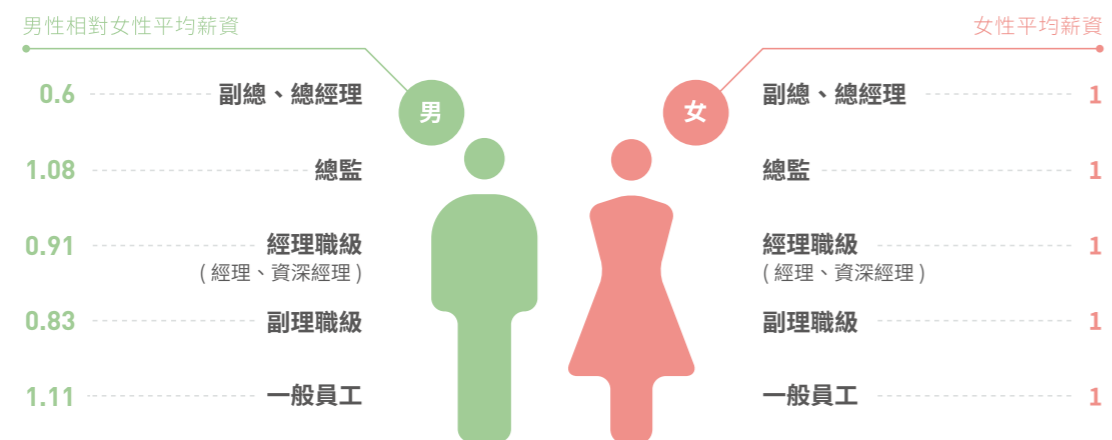 男性相對女性平均薪資
0.6 副總、總經理
1.08 總監
0.91 經理職級
( 經理、資深經理 )
0.83 副理職級
1.11 一般員工
男
女
女性平均薪資
副總、總經理 1
總監 1
經理職級 1
( 經理、資深經理 )
副理職級 1
一般員工 1